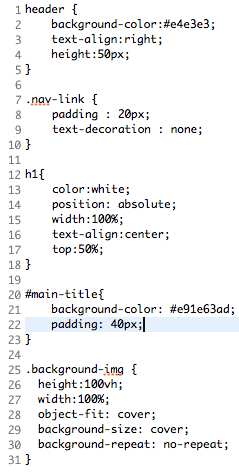 1 header {
2     background-color:#e4e3e3;
3     text-align:right;
4     height:50px;
5 }
6
7 .nav-link {
8     padding : 20px;
9     text-decoration : none;
10 }
11
12 h1{
13     color:white;
14     position: absolute;
15     width:100%;
16     text-align:center;
17     top:50%;
18 }
19
20 #main-title{
21     background-color: #e91e63ad;
22     padding: 40px;
23 }
24
25 .background-img {
26   height:100vh;
27   width:100%;
28   object-fit: cover;
29   background-size: cover;
30   background-repeat: no-repeat;
31 }